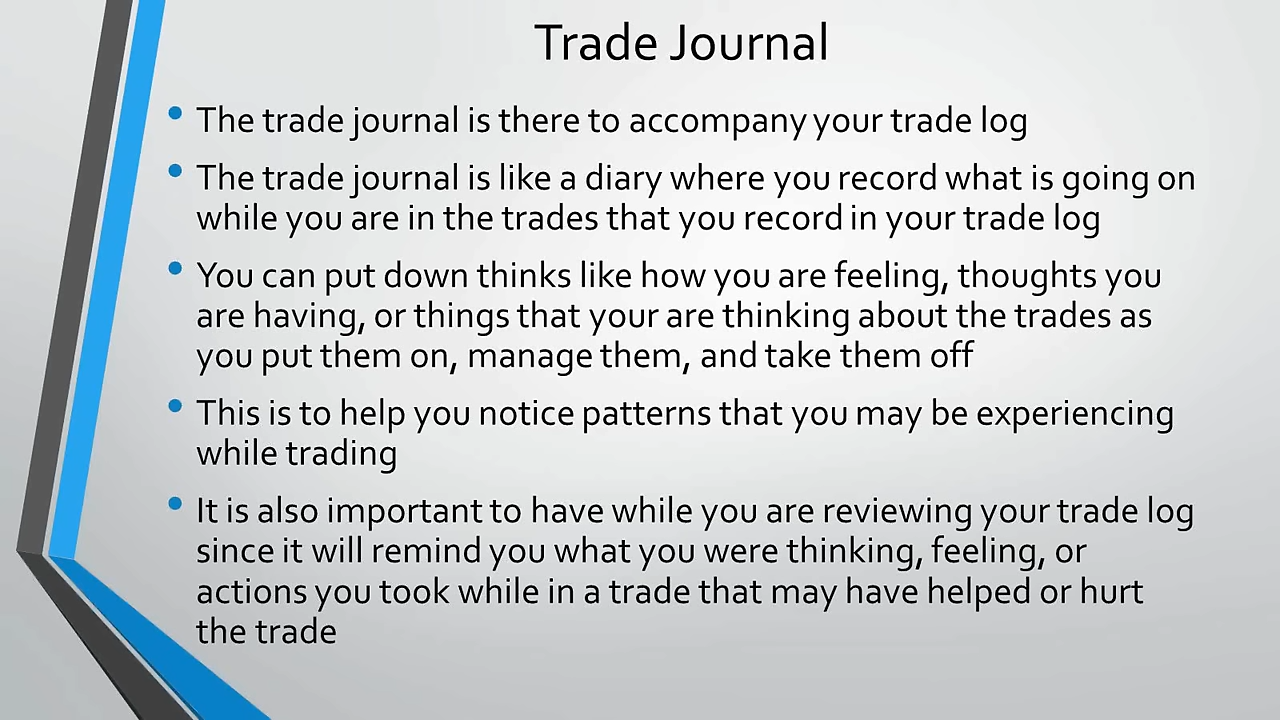 Trade Journal
• The trade journal is there to accompany your trade log
• The trade journal is like a diary where you record what is going on
while you are in the trades that you record in your trade log
• You can put down thinks like how you are feeling, thoughts you
are having, or things that your are thinking about the trades as
you put them on, manage them, and take them off
• This is to help you notice patterns that you may be experiencing
while trading
• It is also important to have while you are reviewing your trade log
since it will remind you what you were thinking, feeling, or
actions you took while in a trade that may have helped or hurt
the trade